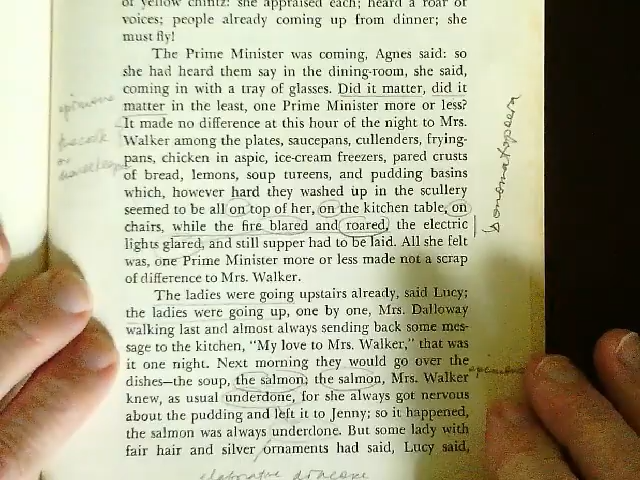 of yellow chintz: she appraised each; heard a roar of
voices; people already coming up from dinner; she
must fly!
The Prime Minister was coming, Agnes said: so
she had heard them say in the dining-room, she said,
coming in with a tray of glasses. Did it matter, did it
matter in the least, one Prime Minister more or less?
It made no difference at this hour of the night to Mrs.
Walker among the plates, saucepans, cullenders, frying-
pans, chicken in aspic, ice-cream freezers, pared crusts
of bread, lemons, soup tureens, and pudding basins
which, however hard they washed up in the scullery
seemed to be all on top of her, on the kitchen table, on
chairs, while the fire blared and roared, the electric
lights glared, and still supper had to be laid. All she felt
was, one Prime Minister more or less made not a scrap
of difference to Mrs. Walker.
The ladies were going upstairs already, said Lucy;
the ladies were going up, one by one, Mrs. Dalloway
walking last and almost always sending back some mes-
sage to the kitchen, "My love to Mrs. Walker," that was
it one night. Next morning they would go over the
dishes—the soup, the salmon; the salmon, Mrs. Walker
knew, as usual underdone, for she always got nervous
about the pudding and left it to Jenny; so it happened,
the salmon was always underdone. But some lady with
fair hair and silver ornaments had said, Lucy said,
onomatopoeia